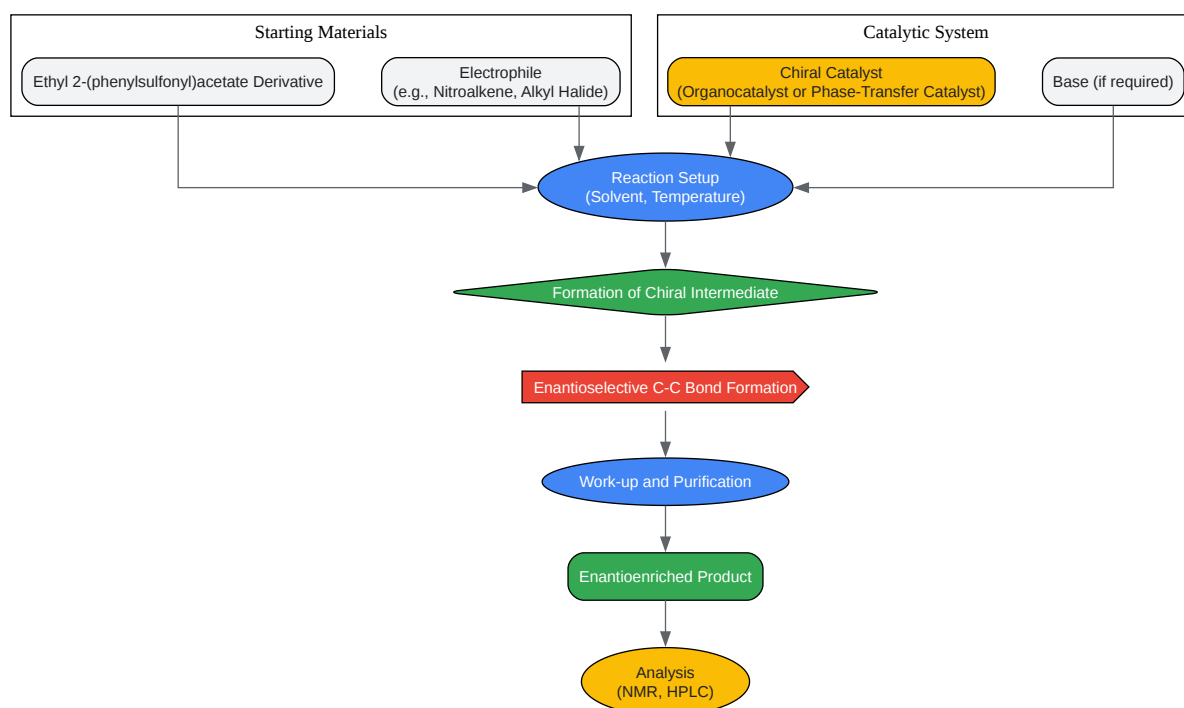 Starting Materials
Catalytic System
Ethyl 2-(phenylsulfonyl)acetate Derivative
Electrophile
(e.g., Nitroalkene, Alkyl Halide)
Chiral Catalyst
(Organocatalyst or Phase-Transfer Catalyst)
Base (if required)
Reaction Setup
(Solvent, Temperature)
Formation of Chiral Intermediate
Enantioselective C-C Bond Formation
Work-up and Purification
Enantioenriched Product
Analysis
(NMR, HPLC)